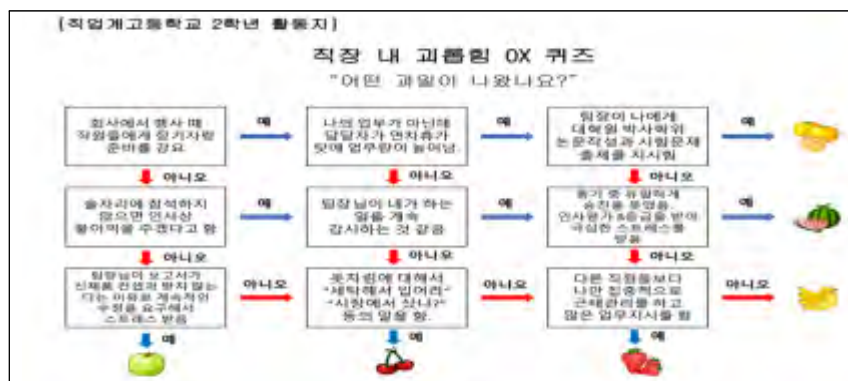 [직업계고등학교 2학년 활동지]
직장 내 괴롭힘 OX 퀴즈
"어떤 과일이 나왔나요?"
회사에서 행사 때
직원들에게 장기자랑
준비를 강요
예
나의 업무가 아닌데
담당자가 연차휴가
탓에 업무량이 늘어남.
예
팀장이 나에게
대학원 박사학위
논문작성과 시험문제
출제를 지시함
예
아니오
아니오
아니오
술자리에 참석하지
않으면 인사상
불이익을 주겠다고 함
예
팀장님이 내가 하는
일을 계속
감시하는 것 같음
예
동기 중 유일하게
승진을 못했음.
인사평가 등급을 받아
극심한 스트레스를
받음
예
아니오
아니오
아니오
팀장님이 보고서가
신제품 컨셉과 맞지 않는
다는 이유로 계속적인
수정을 요구해서
스트레스 받음
아니오
옷차림에 대해서
"세탁해서 입어라"
"시장에서 샀냐?"
등의 말을 함.
아니오
다른 직원들보다
나만 집중적으로
근태관리를 하고
많은 업무지시를 함
아니오
예
예
예